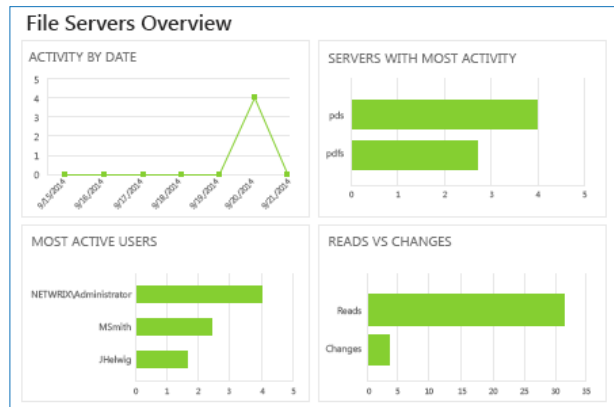 File Servers Overview
ACTIVITY BY DATE
5
4
3
2
1
0
9/15/2014
9/16/2014
9/17/2014
9/18/2014
9/19/2014
9/20/2014
9/21/2014
SERVERS WITH MOST ACTIVITY
pds
pdfs
0 1 2 3 4 5
MOST ACTIVE USERS
NETWRIX\Administrator
MSmith
JHelwig
0 1 2 3 4 5
READS VS CHANGES
Reads
Changes
0 5 10 15 20 25 30 35